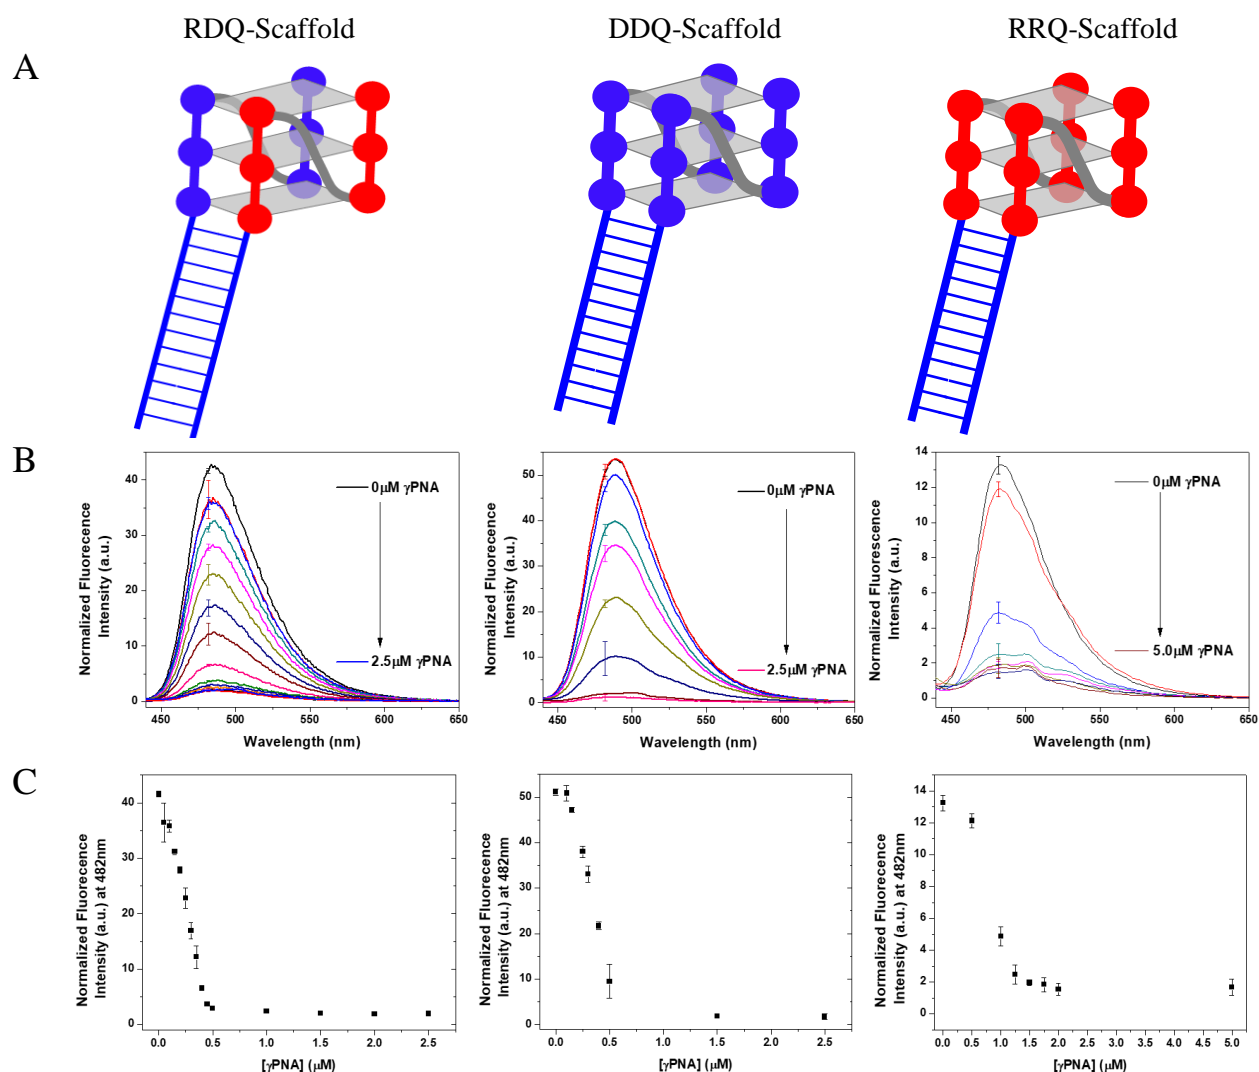 RDQ-Scaffold
DDQ-Scaffold
RRQ-Scaffold
A
B
Normalized Fluorecence
Intensity (a.u.)
40
30
20
10
0
0μM γPNA
2.5μM γPNA
450
500
550
600
650
Wavelength (nm)
Normalized Fluorecence
Intensity (a.u.)
50
40
30
20
10
0
0μM γPNA
2.5μM γPNA
450
500
550
600
650
Wavelength (nm)
Normalized Fluorescence
Intensity (a.u.)
14
12
10
8
6
4
2
0
0μM γPNA
5.0μM γPNA
450
500
550
600
650
Wavelength (nm)
C
Normalized Fluorecence
Intensity (a.u.) at 482nm
40
30
20
10
0
0.0
0.5
1.0
1.5
2.0
2.5
[γPNA] (μM)
Normalized Fluorecence
Intensity (a.u.) at 482nm
50
40
30
20
10
0
0.0
0.5
1.0
1.5
2.0
2.5
[γPNA] (μM)
Normalized Fluorecence
Intensity (a.u.) at 482nm
14
12
10
8
6
4
2
0
0.0
0.5
1.0
1.5
2.0
2.5
3.0
3.5
4.0
4.5
5.0
[γPNA] (μM)